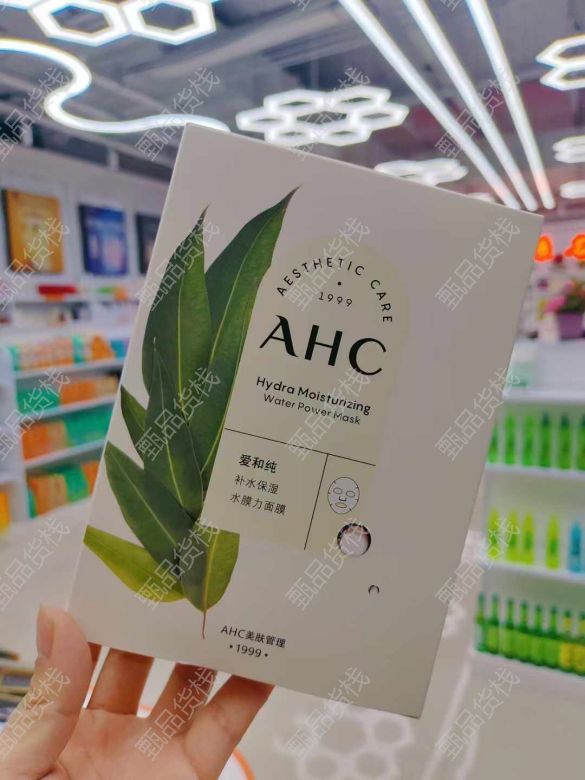 AESTHETIC CARE
1999
AHC
Hydra Moisturizing
Water Power Mask
爱和纯
补水保湿
水膜力面膜
AHC美肤管理
•1999•
甄品货栈